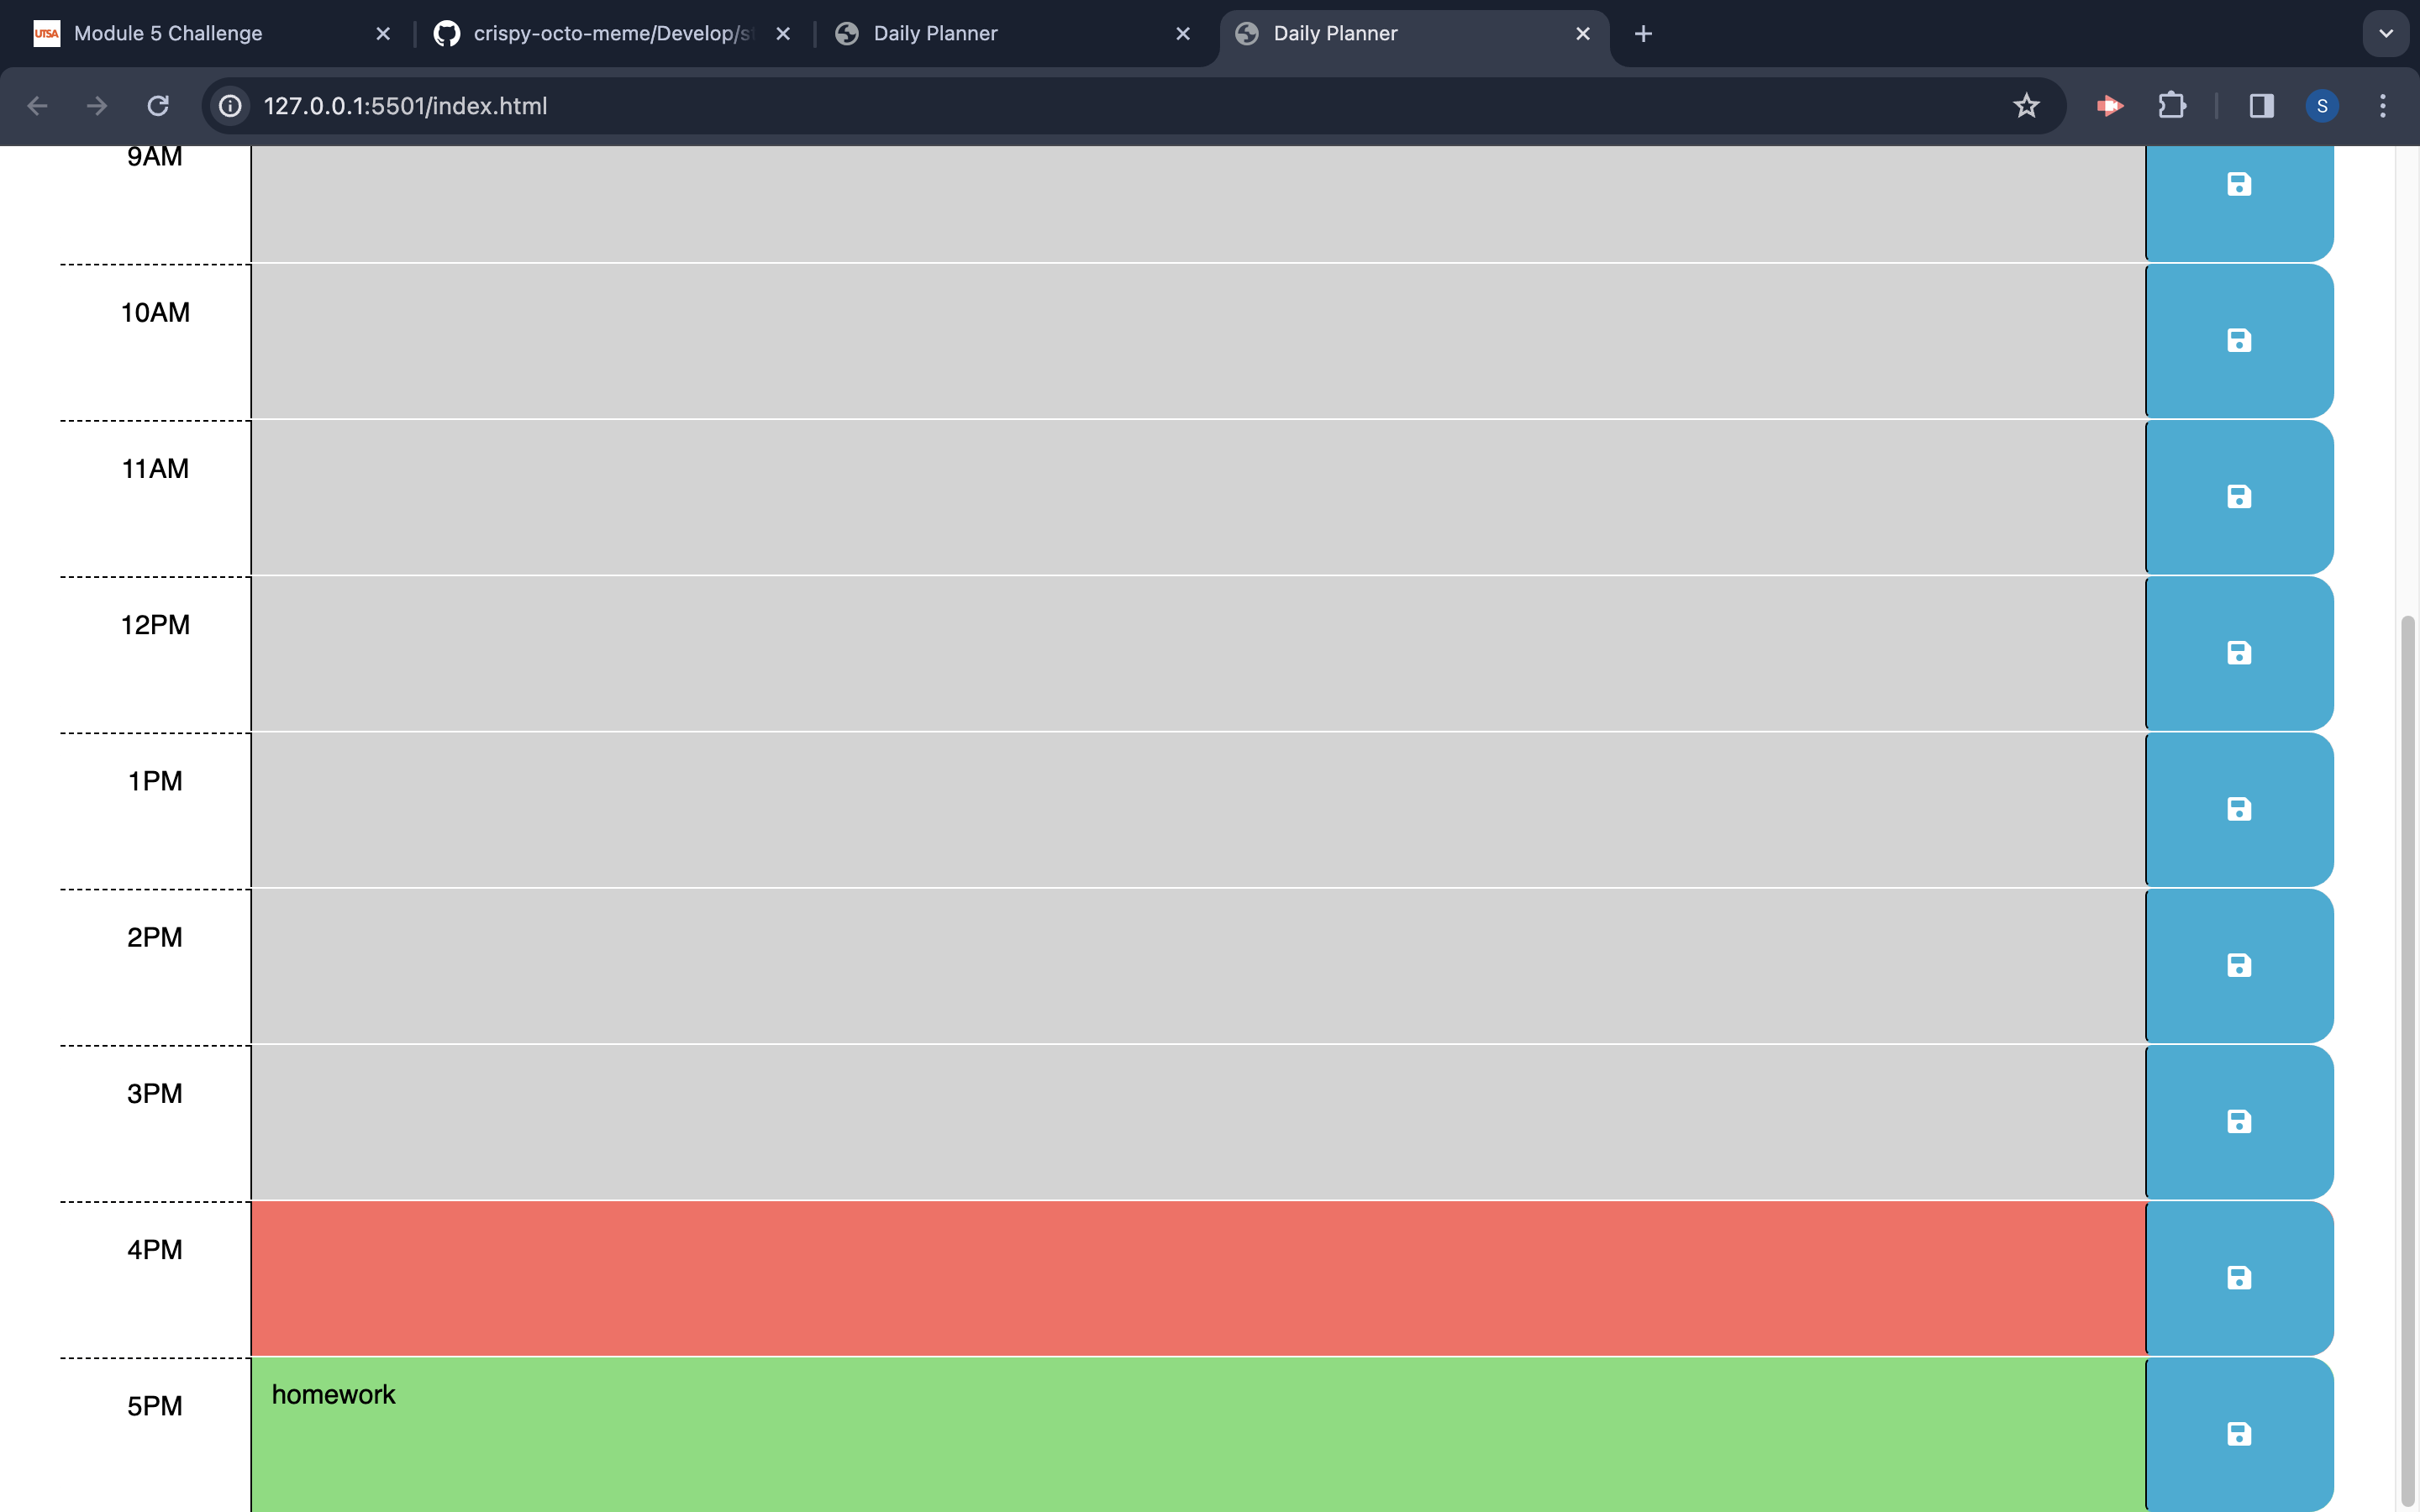 UTSA Module 5 Challenge crispy-octo-meme/Develop/s Daily Planner Daily Planner
127.0.0.1:5501/index.html S
9AM
10AM
11AM
12PM
1PM
2PM
3PM
4PM
5PM homework